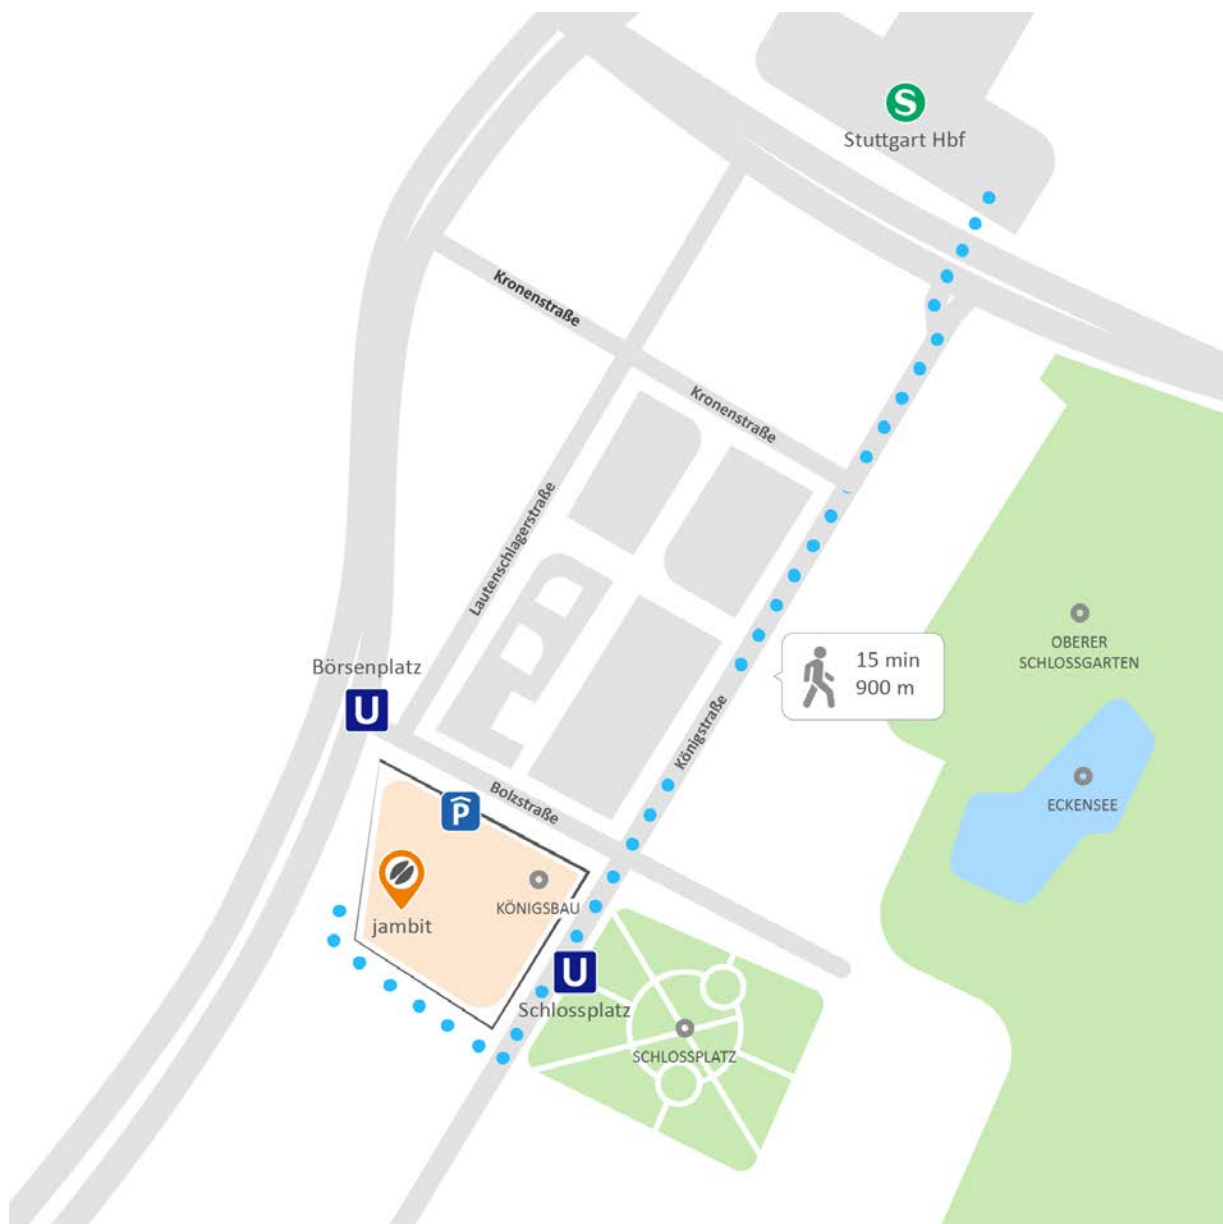 S
Stuttgart Hbf
Kronenstraße
Kronenstraße
Lautenschlagerstraße
OBERER
SCHLOSSGARTEN
15 min
900 m
Börsenplatz
U
Königstraße
ECKENSEE
Bolzstraße
P
KÖNIGSBAU
jambit
U
Schlossplatz
SCHLOSSPLATZ